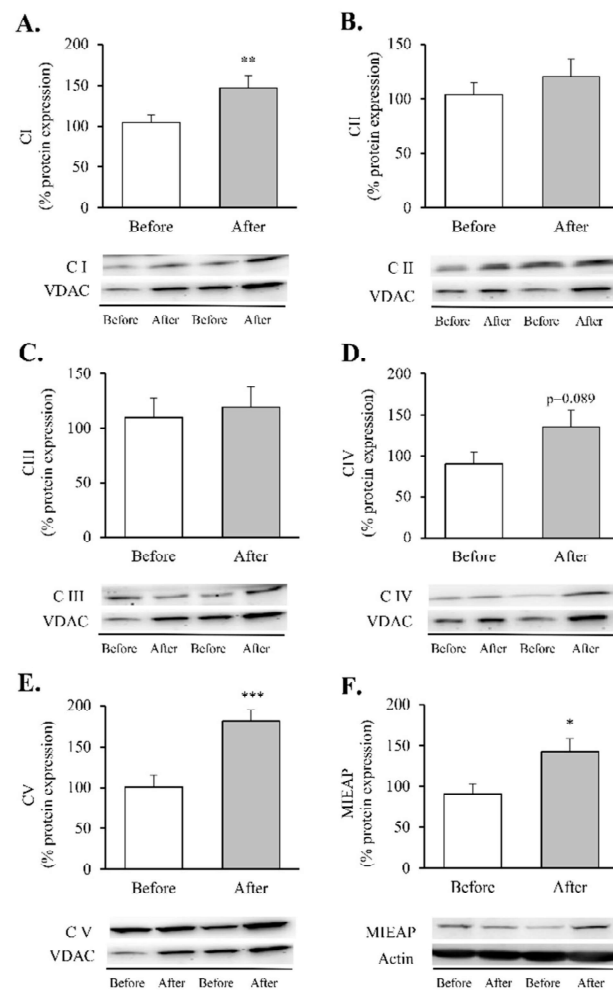 A.
CI
(% protein expression)
200
150
100
50
0
**
Before After
C I
VDAC
Before After Before After
B.
CII
(% protein expression)
150
100
50
0
Before After
C II
VDAC
Before After Before After
C.
CIII
(% protein expression)
150
100
50
0
Before After
C III
VDAC
Before After Before After
D.
CIV
(% protein expression)
200
150
100
50
0
p=0.089
Before After
C IV
VDAC
Before After Before After
E.
CV
(% protein expression)
200
150
100
50
0
***
Before After
C V
VDAC
Before After Before After
F.
MIEAP
(% protein expression)
200
150
100
50
0
*
Before After
MIEAP
Actin
Before After Before After